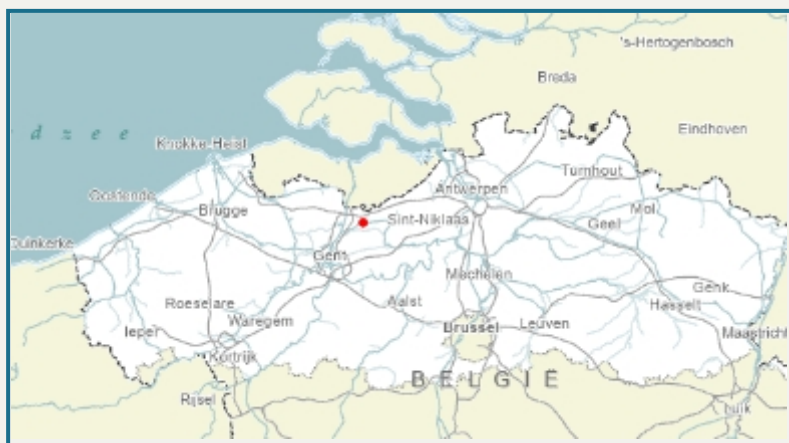 's-Hertogenbosch
Breda
Eindhoven
d z e e
Knokke-Heist
Turnhout
Antwerpen
Oostende
Brugge
Sint-Niklaas
Mol
Geel
Duinkerke
Gent
Mechelen
Genk
Roeselare
Aalst
Hasselt
Ieper
Waregem
Brussel
Leuven
Maastricht
Kortrijk
BELGIË
Rijsel
Luik